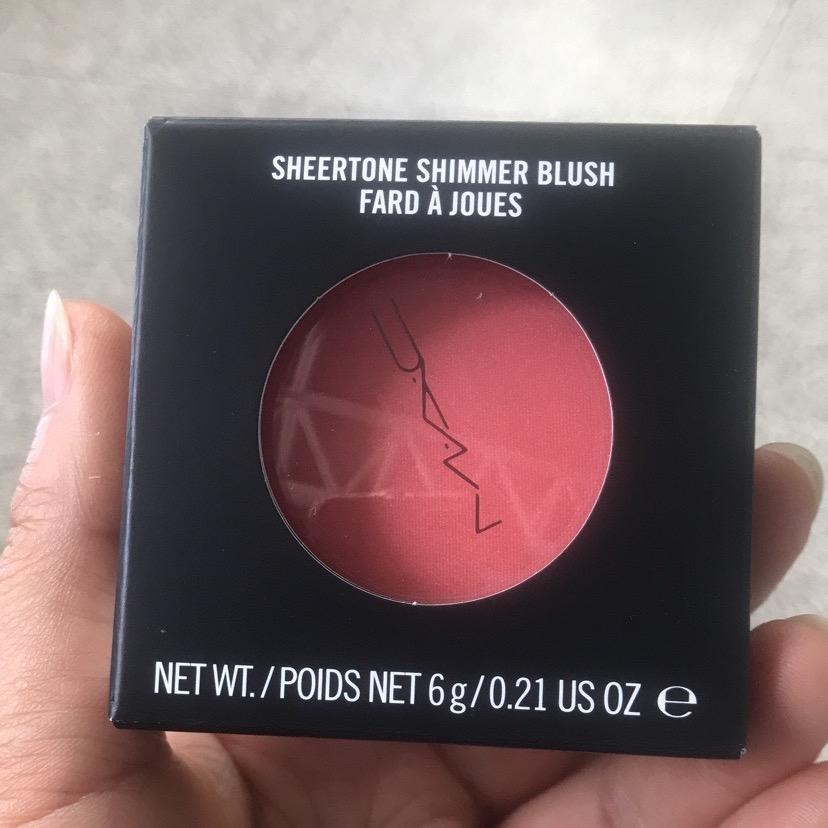 SHEERTONE SHIMMER BLUSH
FARD À JOUES
NET WT. / POIDS NET 6 g / 0.21 US OZ ℮